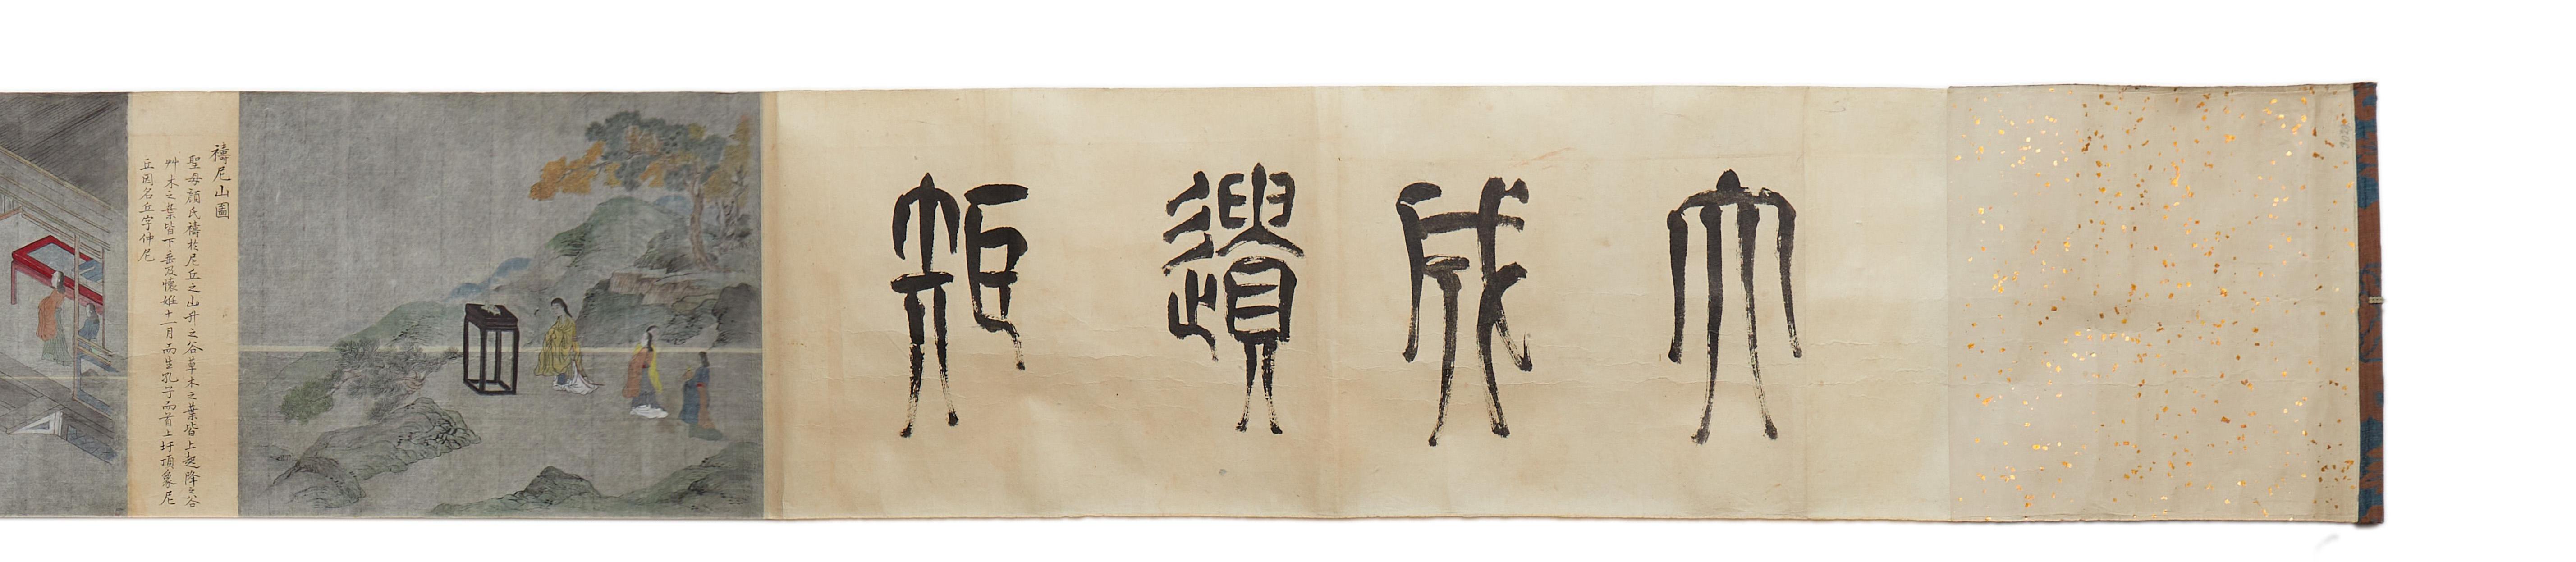 大成遺矩
禱尼山圖
聖母顏氏禱於尼丘之山升之谷草木之葉皆上起降之谷
艸木之葉皆下垂及懷姙十一月而生孔子而首上圩頂象尼
丘因名丘字仲尼